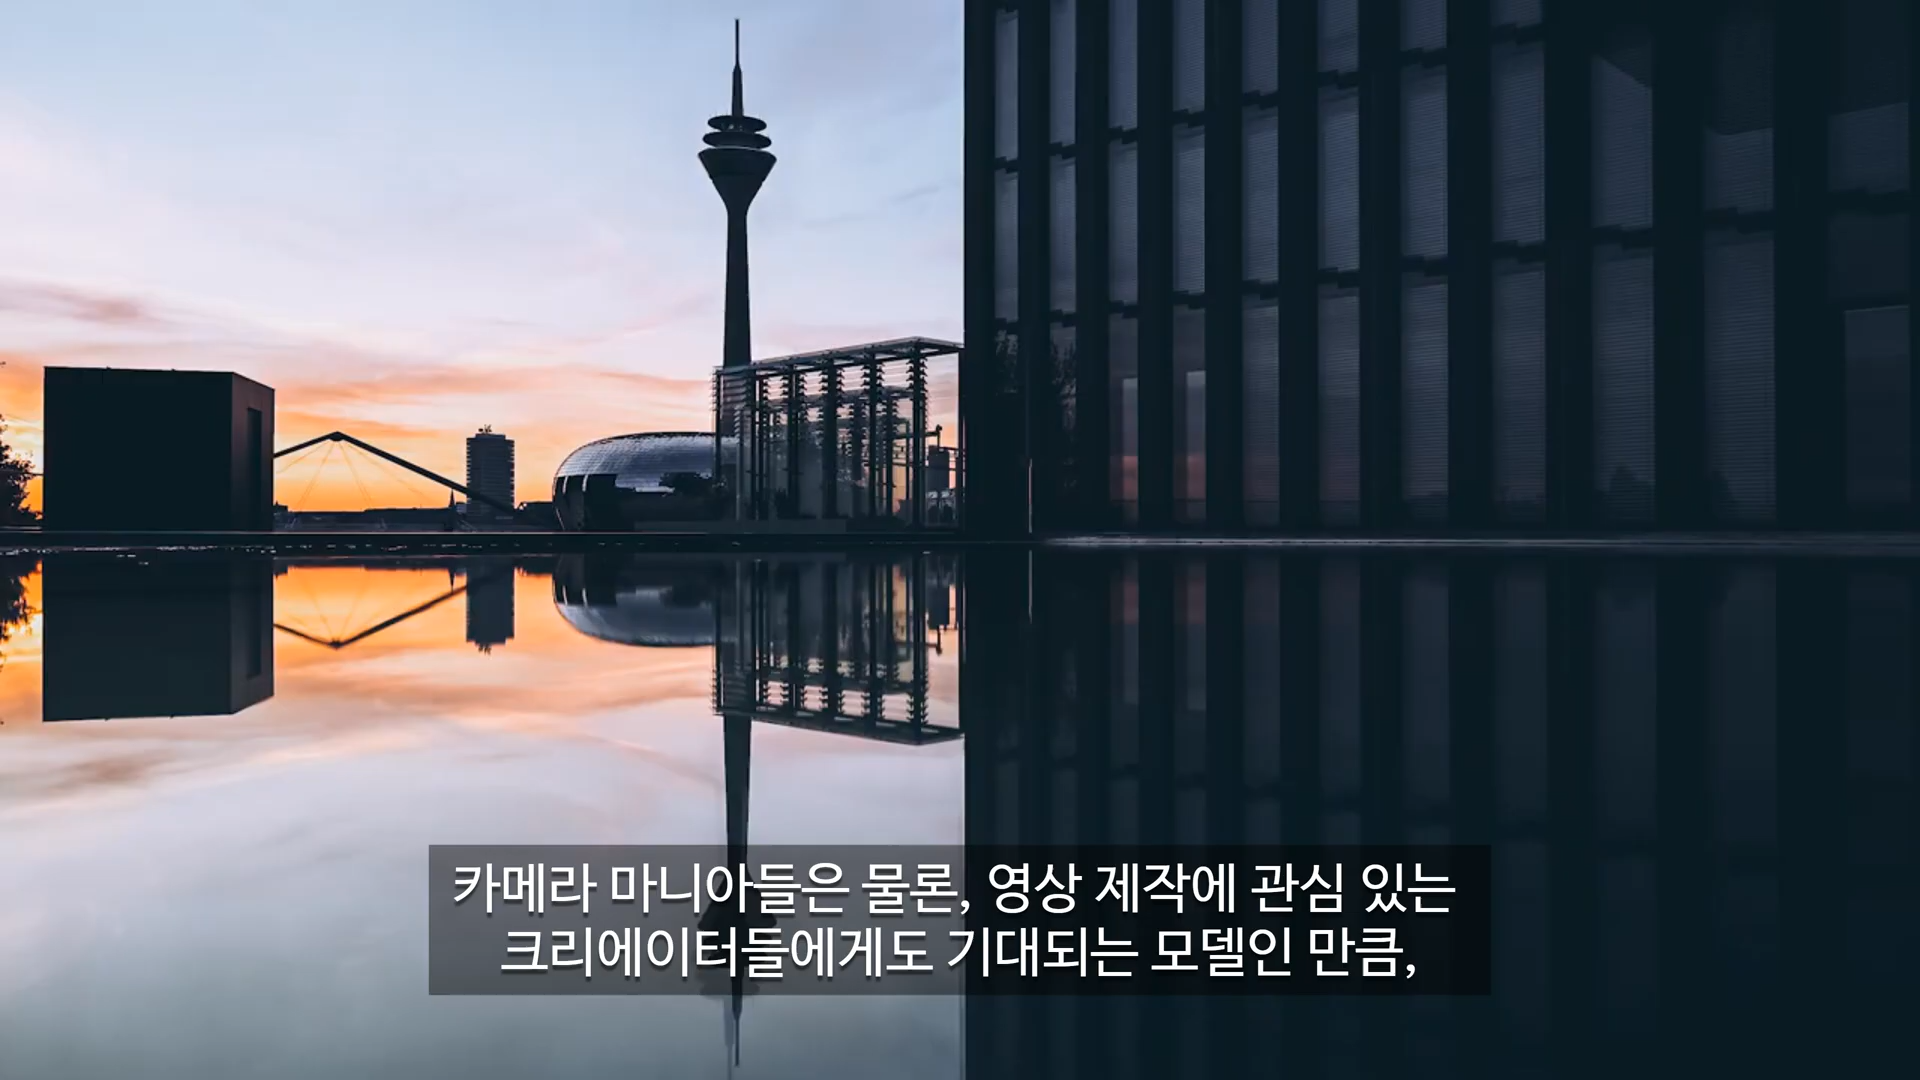 카메라 마니아들은 물론, 영상 제작에 관심 있는
크리에이터들에게도 기대되는 모델인 만큼,